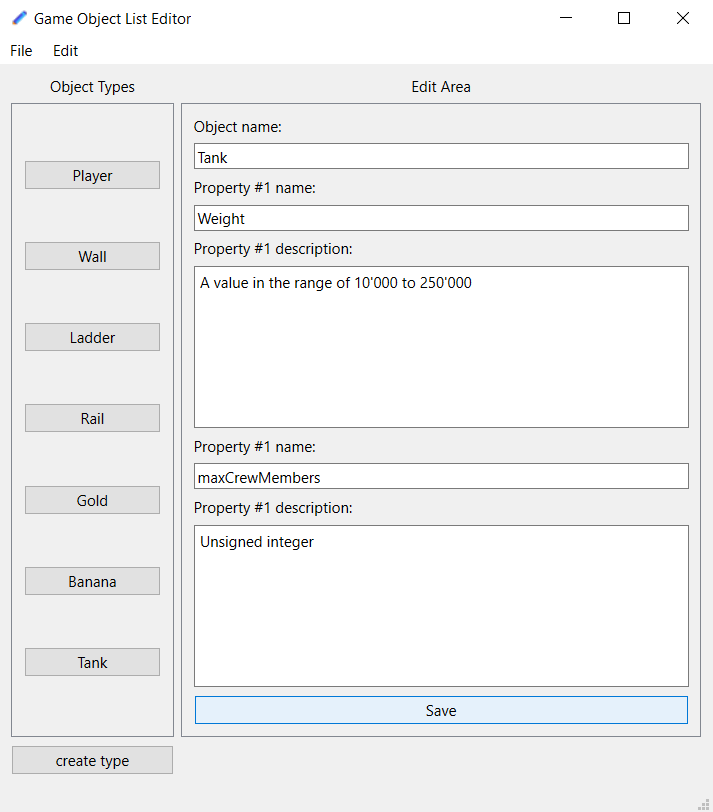 Game Object List Editor
File Edit
Object Types
Edit Area
Player
Wall
Ladder
Rail
Gold
Banana
Tank
create type
Object name:
Tank
Property #1 name:
Weight
Property #1 description:
A value in the range of 10'000 to 250'000
Property #1 name:
maxCrewMembers
Property #1 description:
Unsigned integer
Save